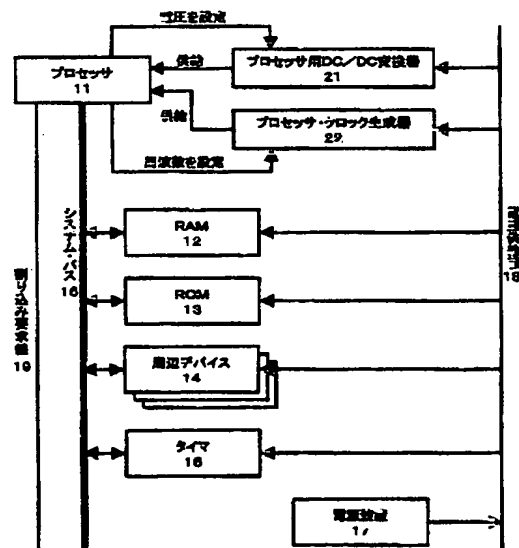 電圧を設定
プロセッサ
11
供給
プロセッサ用DC/DC変換器
21
供給
プロセッサ・クロック生成器
22
周波数を設定
システム・バス
16
割り込み要求線
19
18
RAM
12
ROM
13
周辺デバイス
14
タイマ
15
電源装置
17